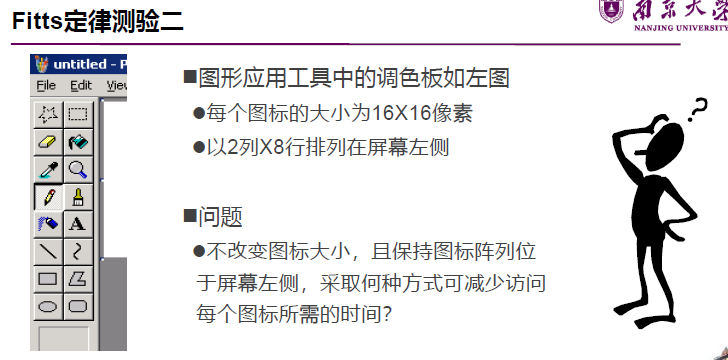 Fitts定律测验二
南京大学
NANJING UNIVERSITY
untitled - P
File Edit View
A
■图形应用工具中的调色板如左图
●每个图标的大小为16X16像素
●以2列X8行排列在屏幕左侧
■问题
●不改变图标大小，且保持图标阵列位
于屏幕左侧，采取何种方式可减少访问
每个图标所需的时间？
?